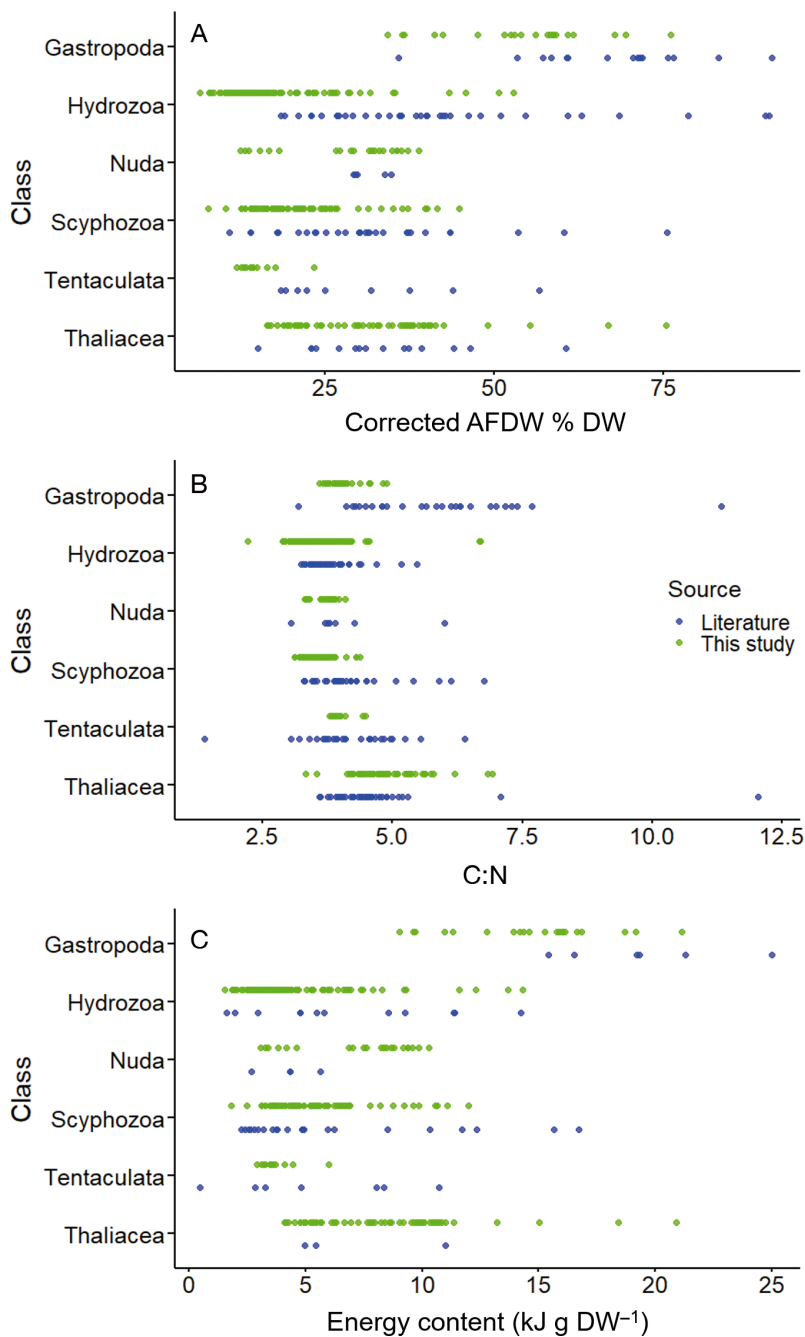 A
Gastropoda
Hydrozoa
Nuda
Scyphozoa
Tentaculata
Thaliacea
Class
25 50 75
Corrected AFDW % DW
B
Gastropoda
Hydrozoa
Nuda
Scyphozoa
Tentaculata
Thaliacea
Class
Source
Literature
This study
2.5 5.0 7.5 10.0 12.5
C:N
C
Gastropoda
Hydrozoa
Nuda
Scyphozoa
Tentaculata
Thaliacea
Class
0 5 10 15 20 25
Energy content (kJ g DW⁻¹)